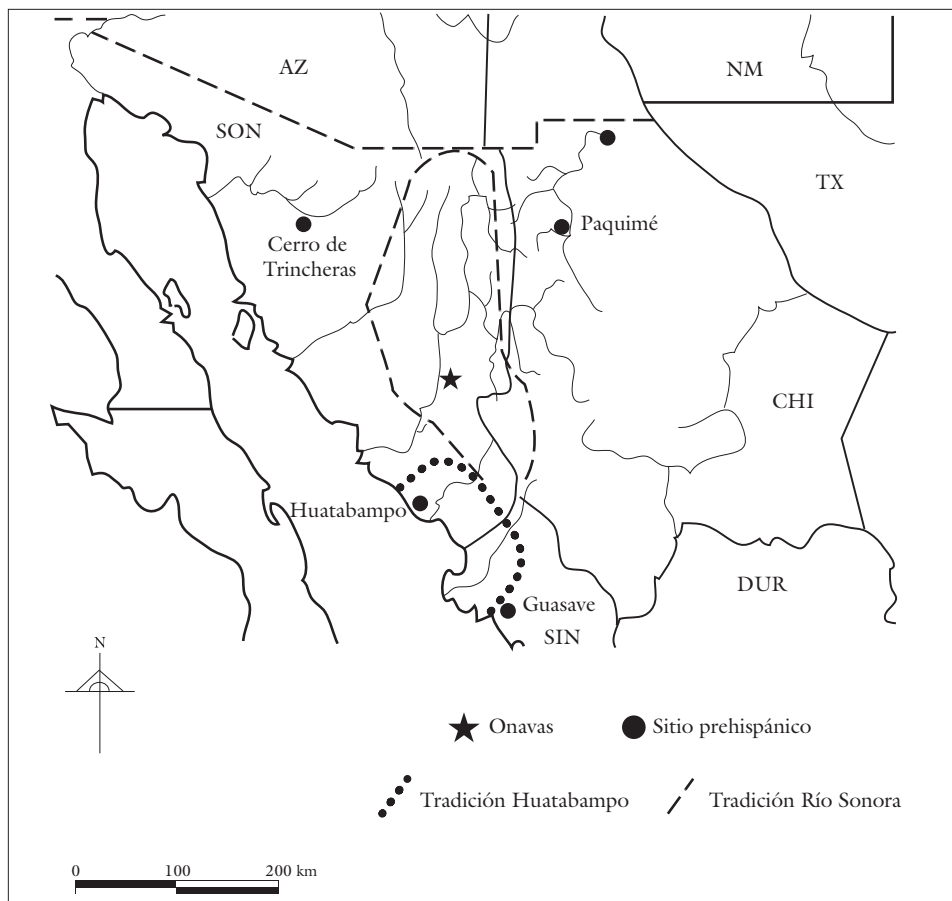 AZ
NM
SON
TX
Paquimé
Cerro de
Trincheras
CHI
Huatabampo
DUR
Guasave
SIN
N
Onavas
Sitio prehispánico
Tradición Huatabampo
Tradición Río Sonora
0 100 200 km